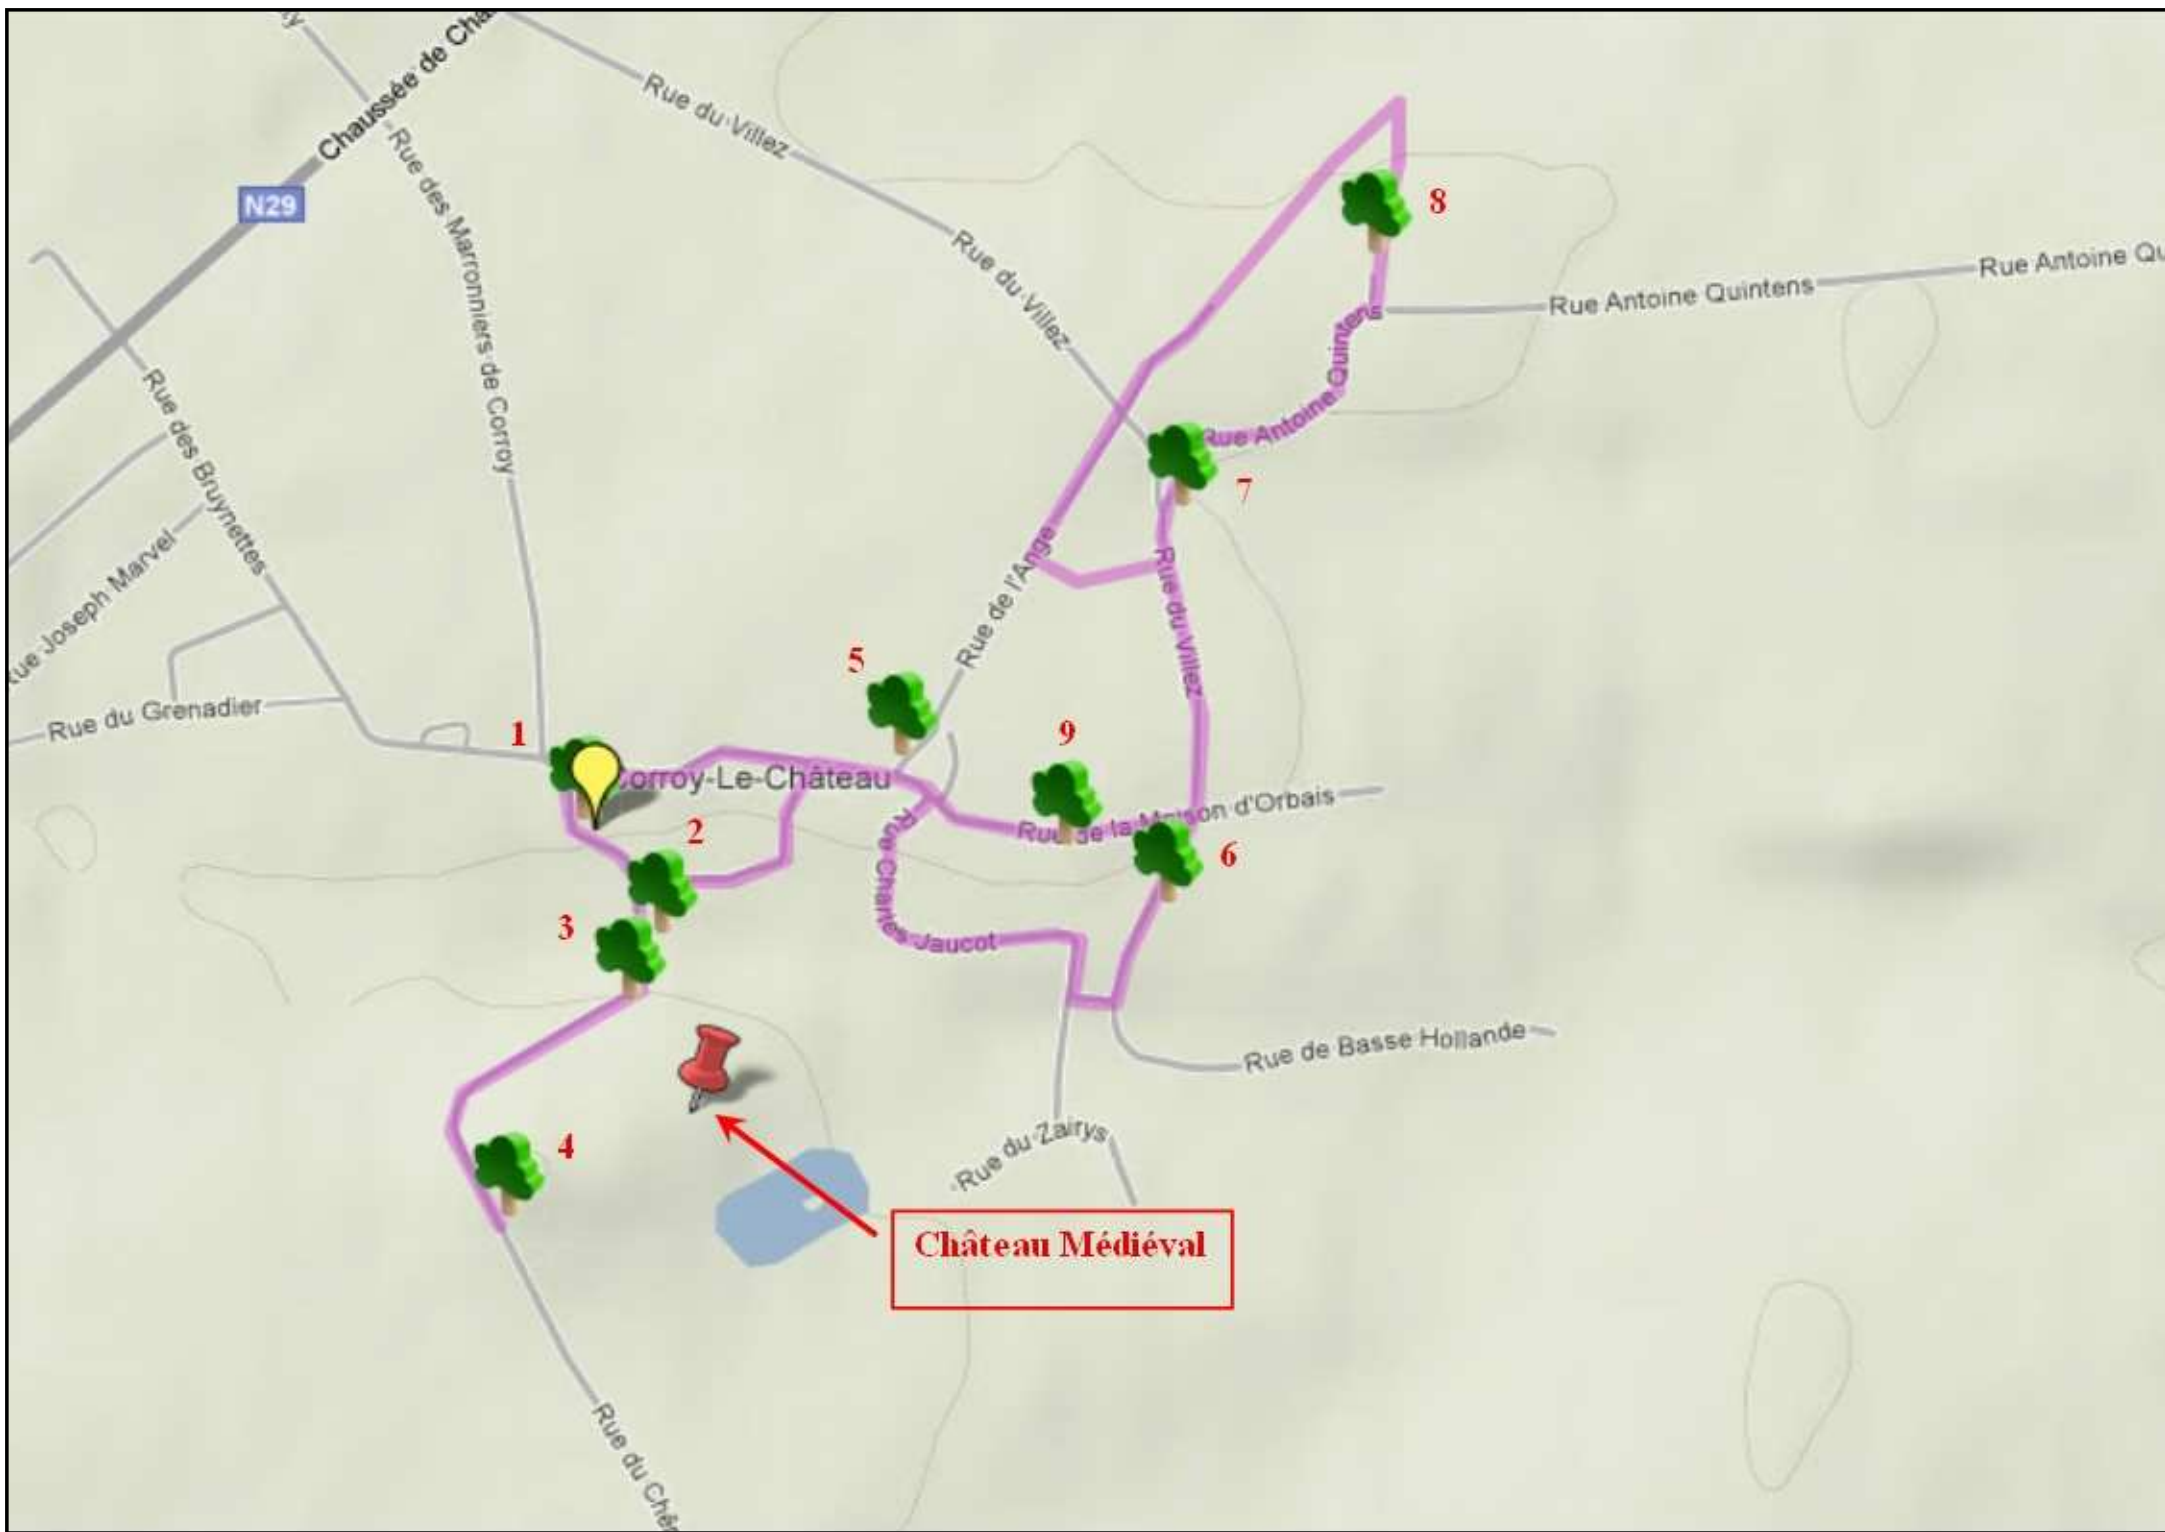 Chaussée de Cha
Rue du Villez
Rue des Marronniers de Corroy
N29
8
Rue du Villez
Rue Antoine Qu
Rue Antoine Quintens
Rue Antoine Quintens
Rue des Bruynettes
7
Rue Joseph Marvel
Rue de l'Ange
Rue du Villez
5
Rue du Grenadier
1
9
Corroy-Le-Château
Rue de la Maison d'Orbais
2
6
Rue Charles Jaucot
3
Rue de Basse Hollande
4
Rue du Zairys
Château Médiéval
Rue du Chên